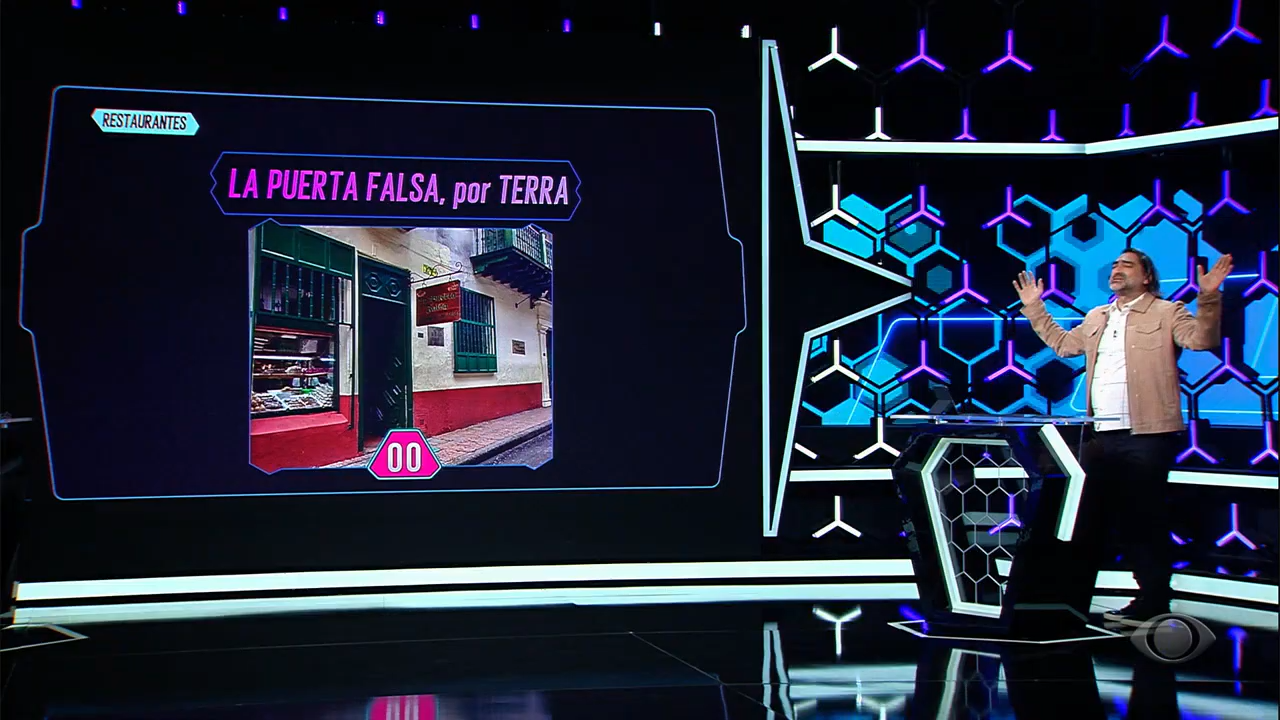 RESTAURANTES
LA PUERTA FALSA, por TERRA
00